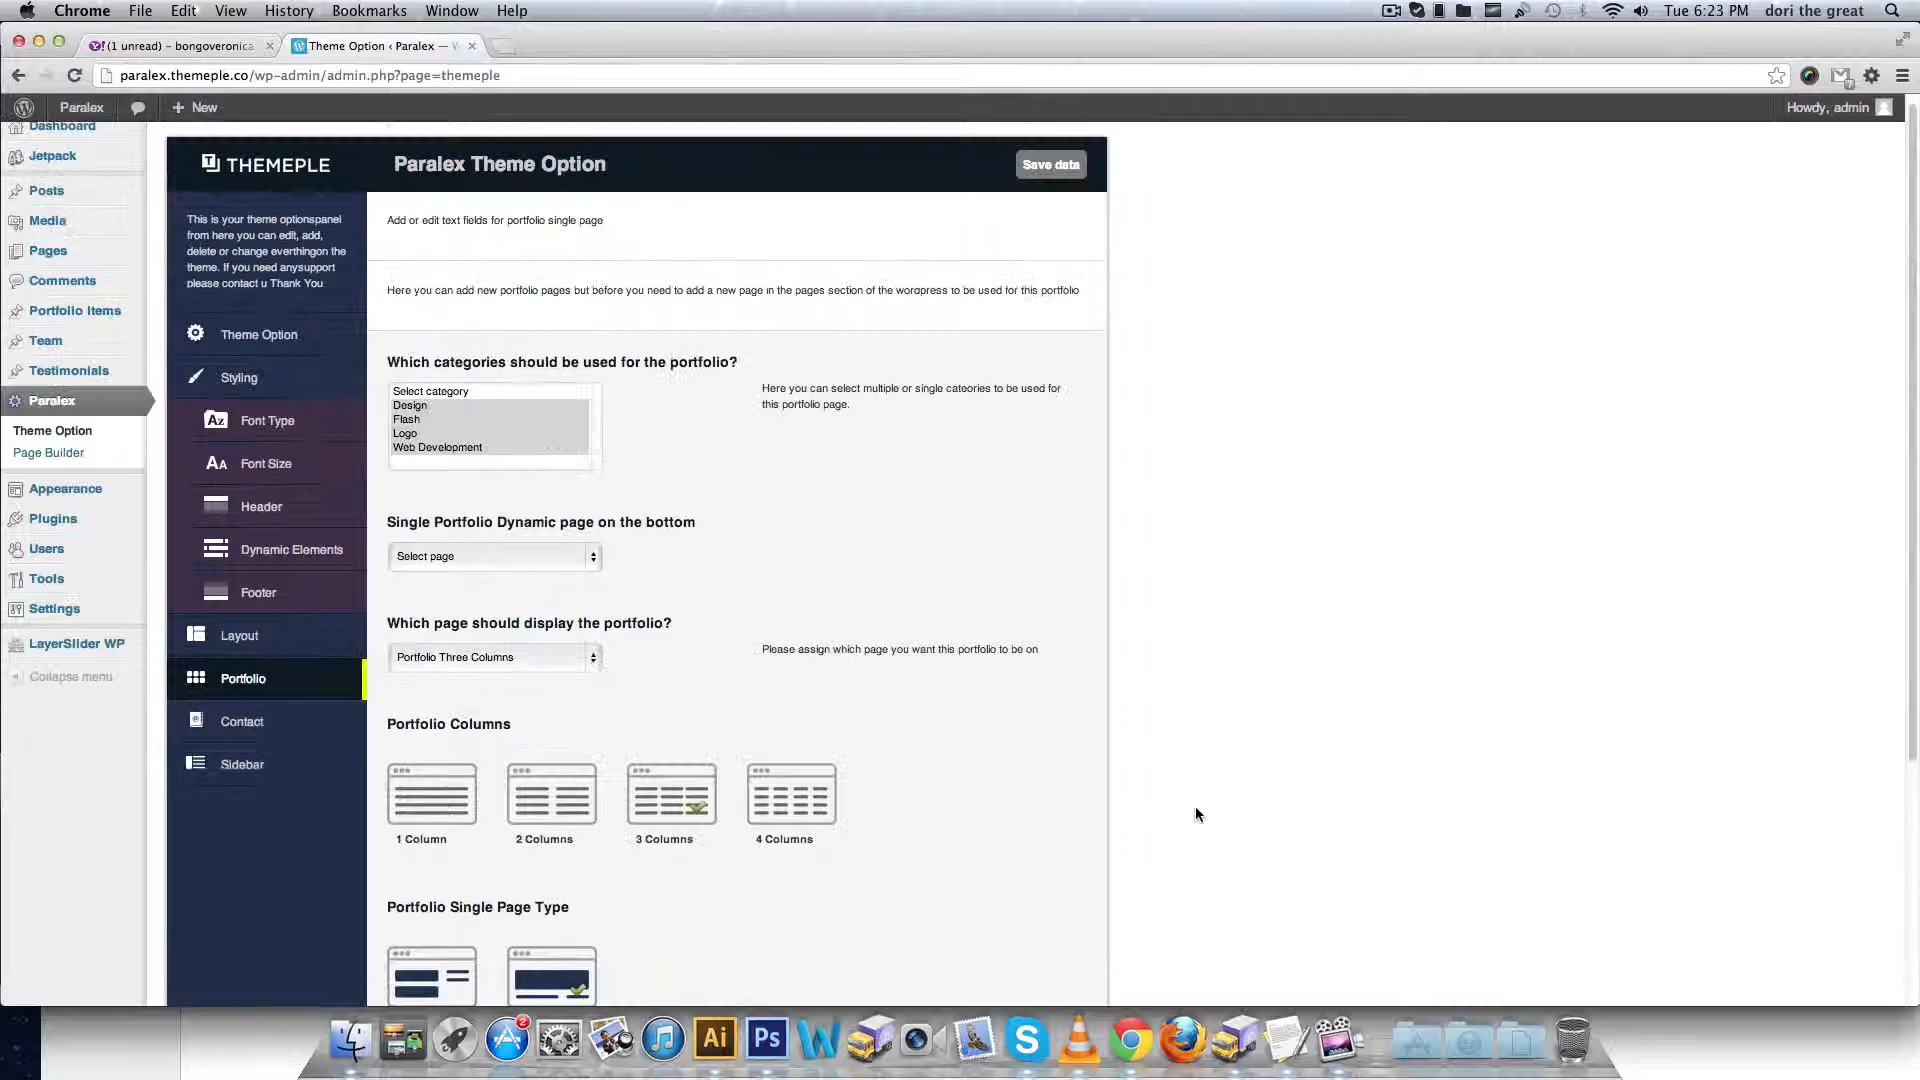 Chrome File Edit View History Bookmarks Window Help
Tue 6:23 PM dori the great
(1 unread) – bongoveronica
Theme Option ‹ Paralex —
paralex.themeple.co/wp-admin/admin.php?page=themeple
Paralex + New
Howdy, admin
Dashboard
Jetpack
Posts
Media
Pages
Comments
Portfolio Items
Team
Testimonials
Paralex
Theme Option
Page Builder
Appearance
Plugins
Users
Tools
Settings
LayerSlider WP
Collapse menu
THEMEPLE
This is your theme optionspanel
from here you can edit, add,
delete or change everthingon the
theme. If you need anysupport
please contact u Thank You
Theme Option
Styling
Font Type
Font Size
Header
Dynamic Elements
Footer
Layout
Portfolio
Contact
Sidebar
Paralex Theme Option
Save data
Add or edit text fields for portfolio single page
Here you can add new portfolio pages but before you need to add a new page in the pages section of the wordpress to be used for this portfolio
Which categories should be used for the portfolio?
Select category
Design
Flash
Logo
Web Development
Here you can select multiple or single cateories to be used for
this portfolio page.
Single Portfolio Dynamic page on the bottom
Select page
Which page should display the portfolio?
Portfolio Three Columns
Please assign which page you want this portfolio to be on
Portfolio Columns
1 Column
2 Columns
3 Columns
4 Columns
Portfolio Single Page Type
2
Ai
Ps